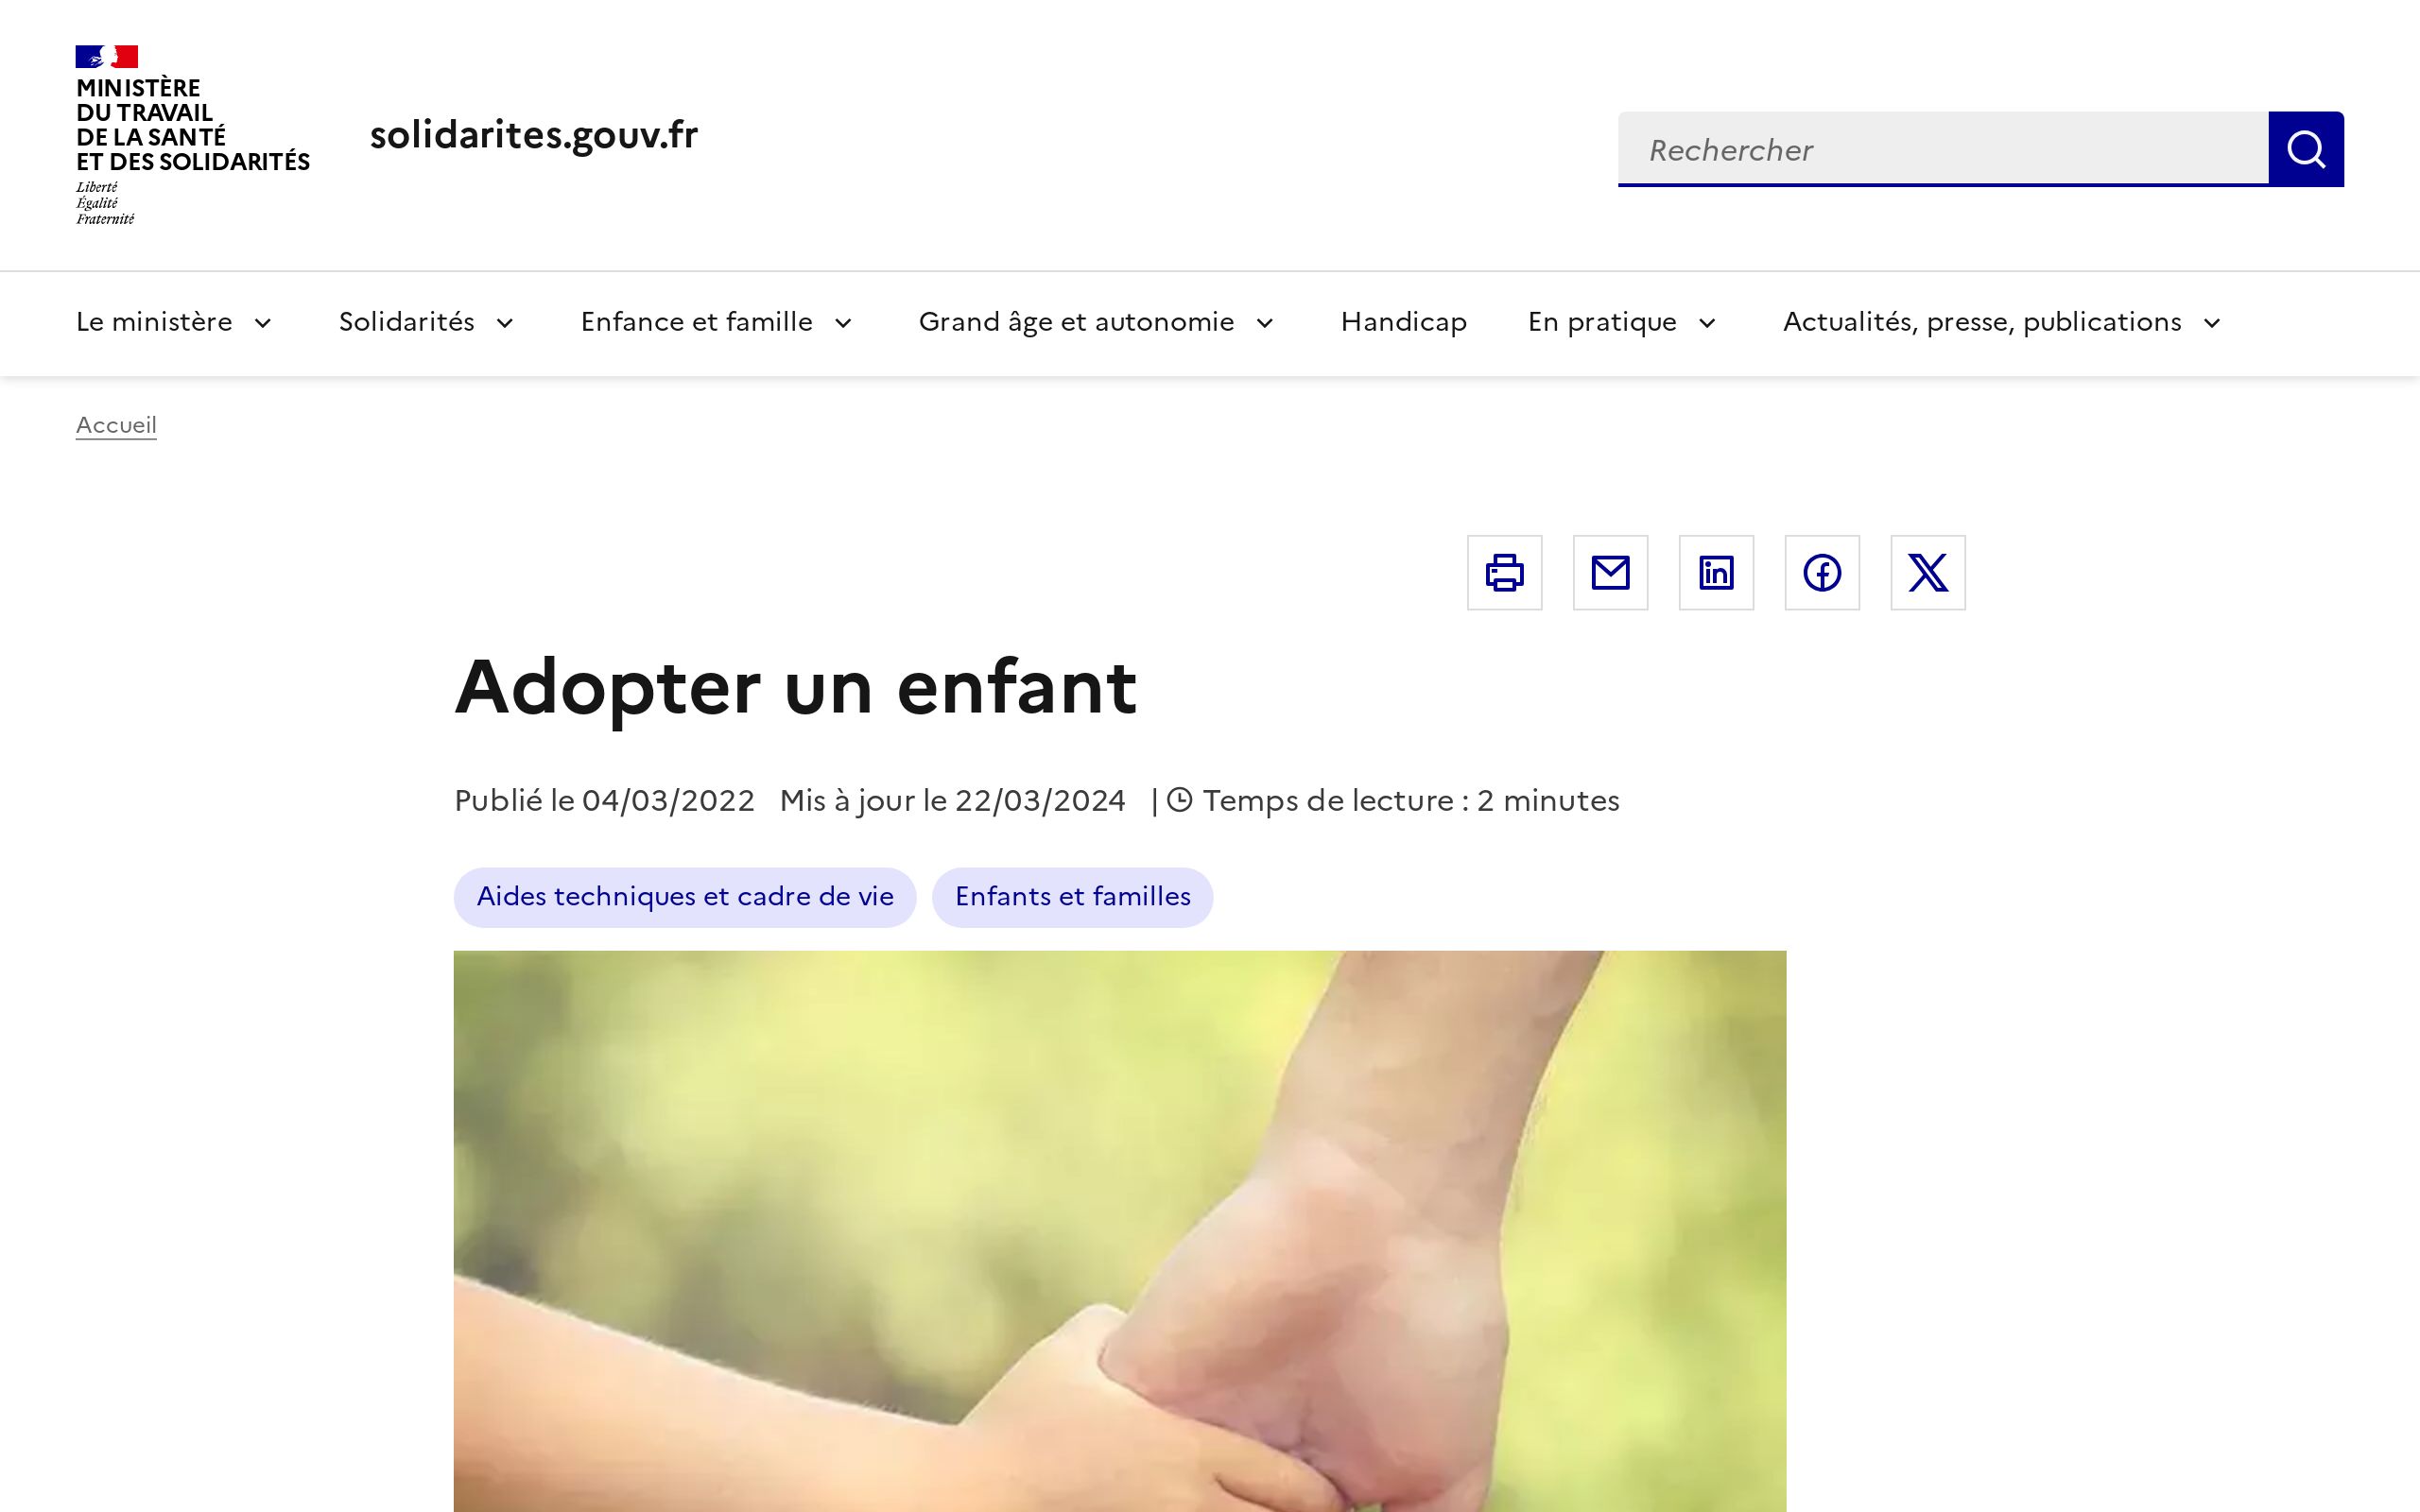 MINISTÈRE
DU TRAVAIL
DE LA SANTÉ
ET DES SOLIDARITÉS
Liberté
Égalité
Fraternité
solidarites.gouv.fr
Rechercher
Le ministère
Solidarités
Enfance et famille
Grand âge et autonomie
Handicap
En pratique
Actualités, presse, publications
Accueil
Adopter un enfant
Publié le 04/03/2022 Mis à jour le 22/03/2024 | Temps de lecture : 2 minutes
Aides techniques et cadre de vie
Enfants et familles